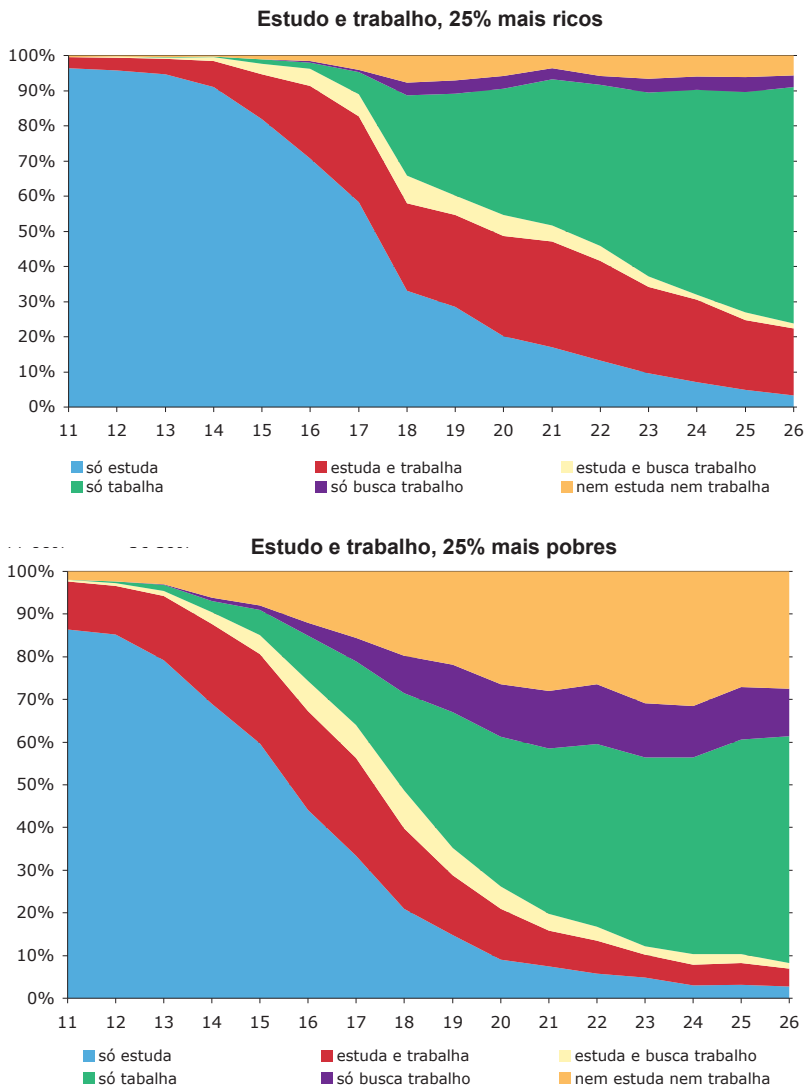 Estudo e trabalho, 25% mais ricos
100%
90%
80%
70%
60%
50%
40%
30%
20%
10%
0%
11 12 13 14 15 16 17 18 19 20 21 22 23 24 25 26
só estuda estuda e trabalha estuda e busca trabalho
só tabalha só busca trabalho nem estuda nem trabalha
Estudo e trabalho, 25% mais pobres
100%
90%
80%
70%
60%
50%
40%
30%
20%
10%
0%
11 12 13 14 15 16 17 18 19 20 21 22 23 24 25 26
só estuda estuda e trabalha estuda e busca trabalho
só tabalha só busca trabalho nem estuda nem trabalha